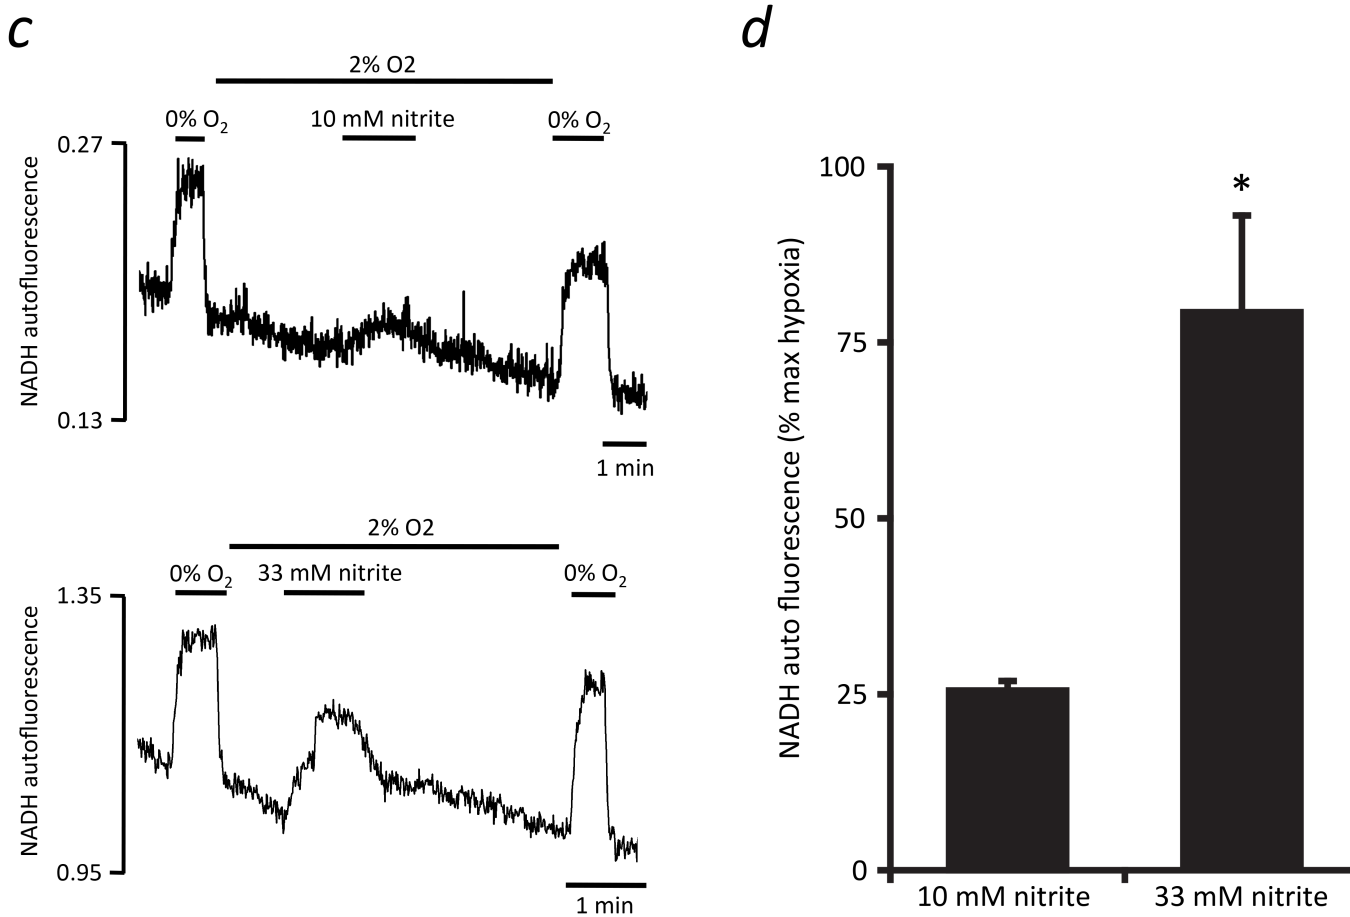 c
2% O2
0% O2
10 mM nitrite
0% O2
0.27
NADH autofluorescence
0.13
1 min
2% O2
0% O2
33 mM nitrite
0% O2
1.35
NADH autofluorescence
0.95
1 min
d
100
*
75
50
25
0
NADH auto fluorescence (% max hypoxia)
10 mM nitrite
33 mM nitrite